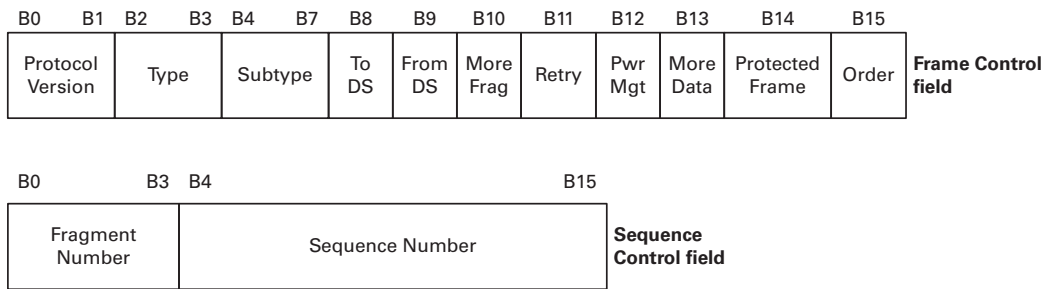 B0 B1 B2 B3 B4 B7 B8 B9 B10 B11 B12 B13 B14 B15
Protocol Version Type Subtype To DS From DS More Frag Retry Pwr Mgt More Data Protected Frame Order Frame Control field
B0 B3 B4 B15
Fragment Number Sequence Number Sequence Control field